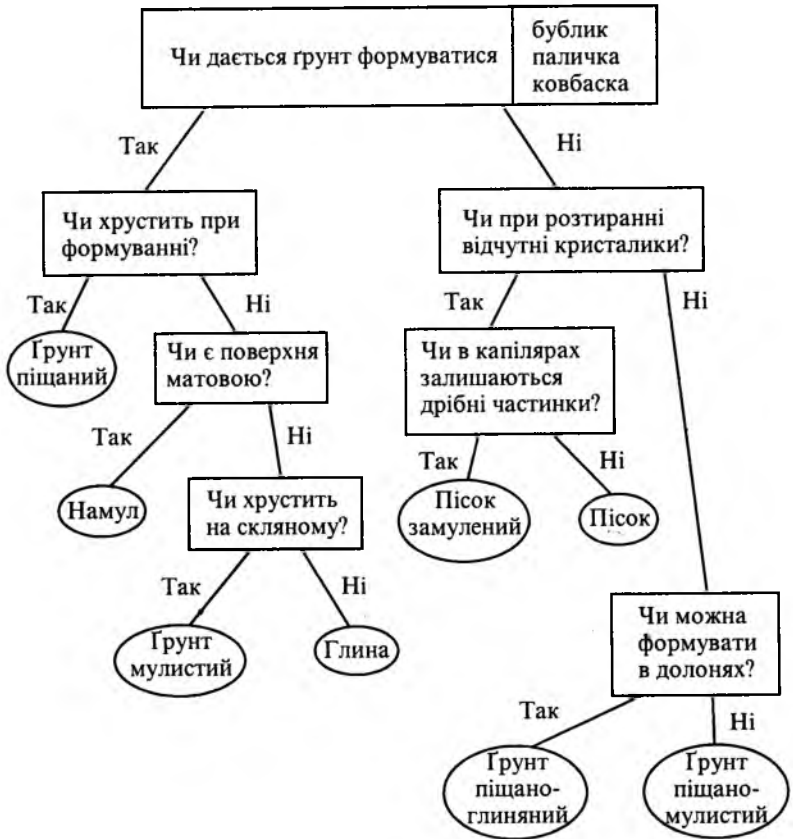 Чи дається ґрунт формуватися
бублик
паличка
ковбаска
Так
Ні
Чи хрустить при
формуванні?
Чи при розтиранні
відчутні кристалики?
Так
Ні
Так
Ні
Ґрунт
піщаний
Чи є поверхня
матовою?
Чи в капілярах
залишаються
дрібні частинки?
Так
Ні
Так
Ні
Намул
Чи хрустить
на скляному?
Пісок
замулений
Пісок
Так
Ні
Чи можна
формувати
в долонях?
Ґрунт
мулистий
Глина
Так
Ні
Ґрунт
піщано-
глиняний
Ґрунт
піщано-
мулистий